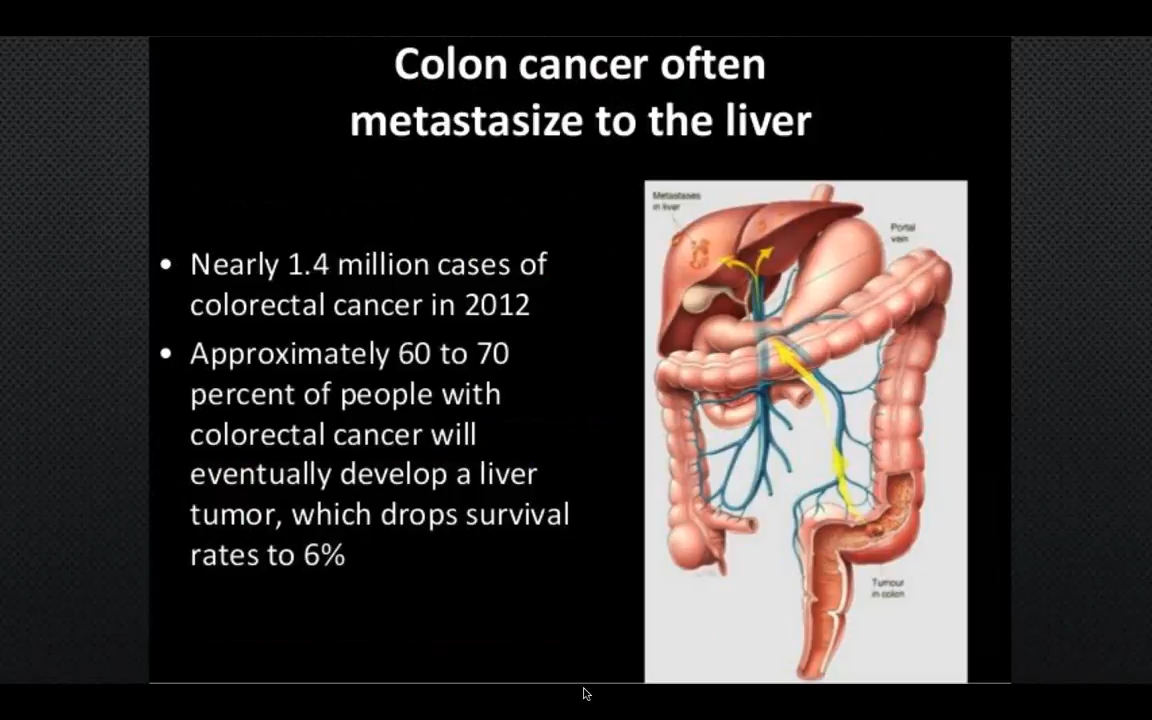 Colon cancer often
metastasize to the liver
• Nearly 1.4 million cases of
colorectal cancer in 2012
• Approximately 60 to 70
percent of people with
colorectal cancer will
eventually develop a liver
tumor, which drops survival
rates to 6%
Metastases
in liver
Portal
vein
Tumour
in colon